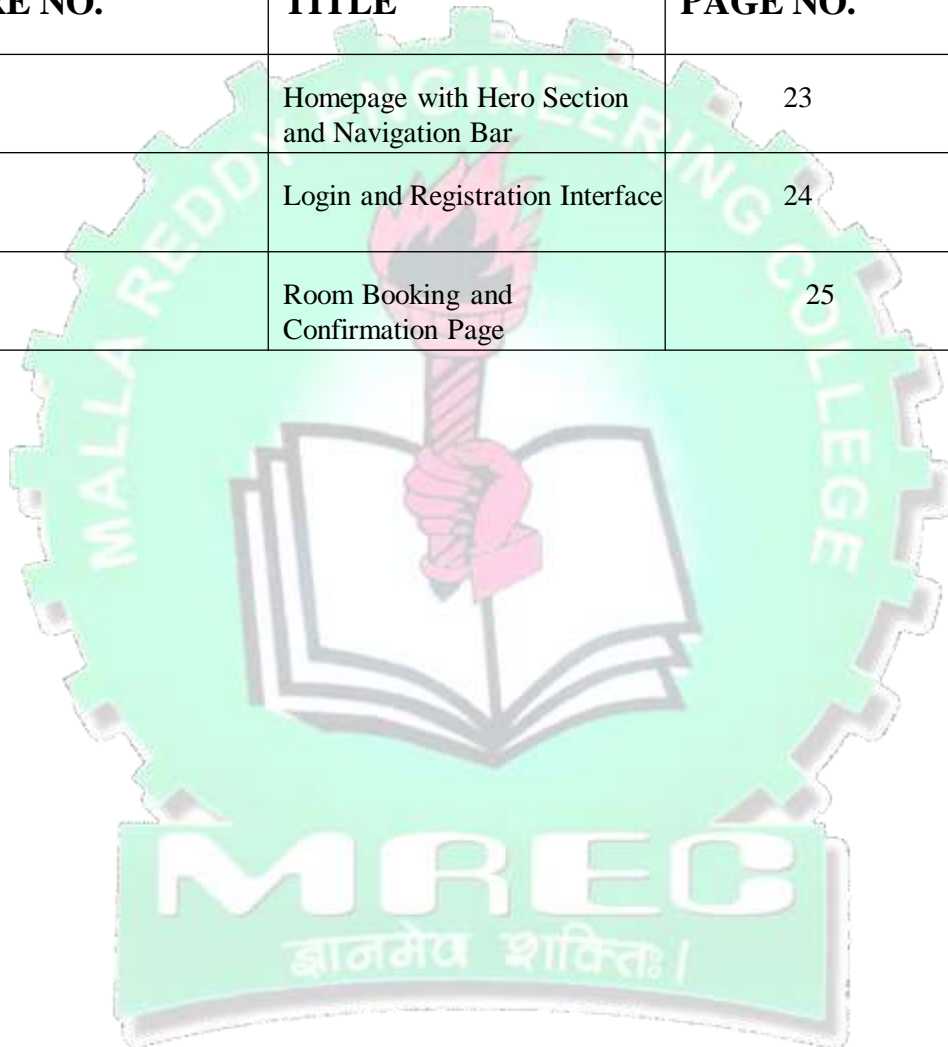 RE NO.
TITLE
PAGE NO.
Homepage with Hero Section
and Navigation Bar
23
Login and Registration Interface
24
Room Booking and
Confirmation Page
25
MALLA REDDY ENGINEERING COLLEGE
MREC
ज्ञानमेव शक्तिः।